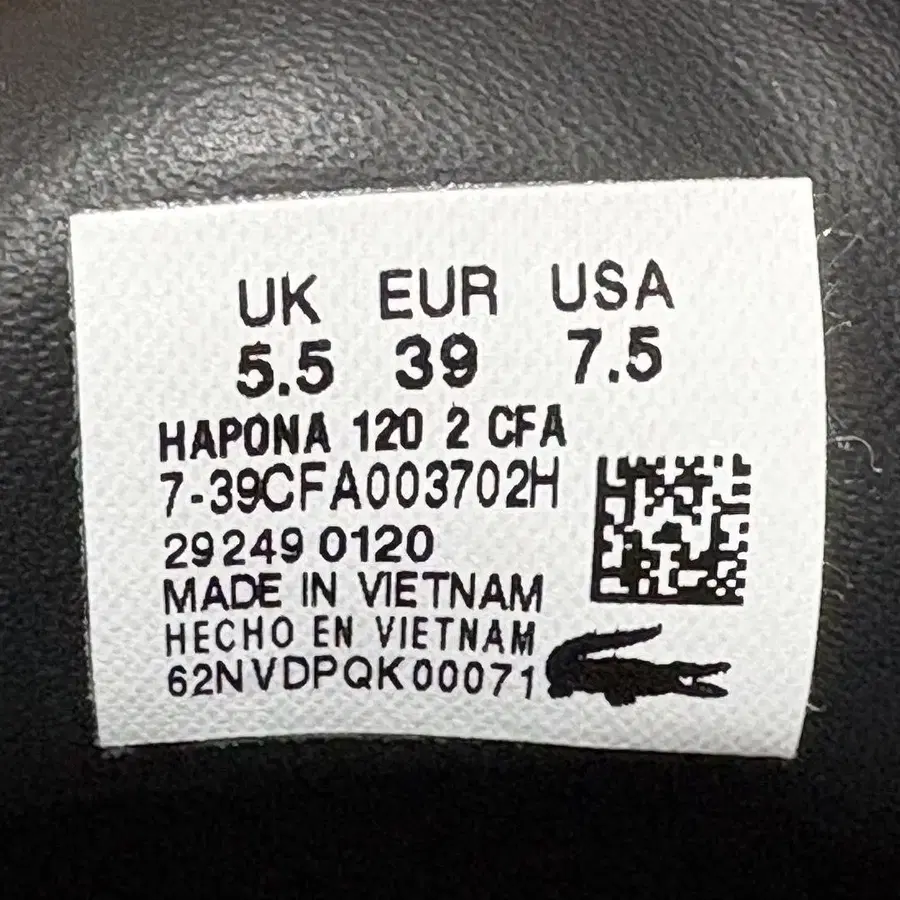 UK EUR USA
5.5 39 7.5
HAPONA 120 2 CFA
7-39CFA003702H
29249 0120
MADE IN VIETNAM
HECHO EN VIETNAM
62NVDPQK00071